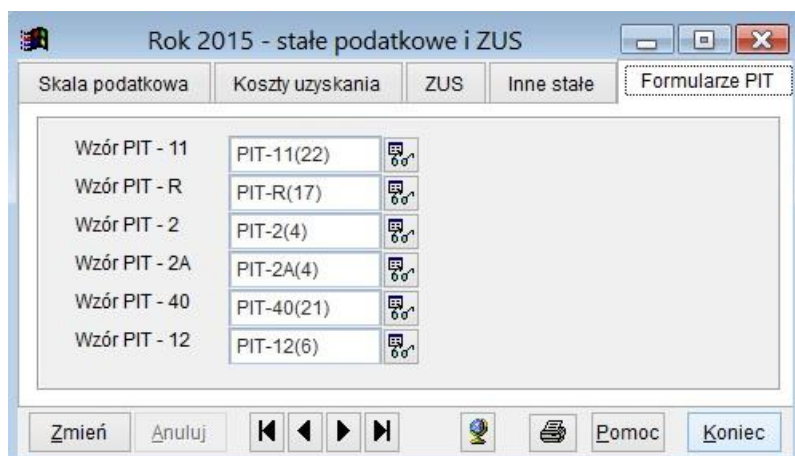 Rok 2015 - stałe podatkowe i ZUS
Skala podatkowa Koszty uzyskania ZUS Inne stałe Formularze PIT
Wzór PIT - 11 PIT-11(22)
Wzór PIT - R PIT-R(17)
Wzór PIT - 2 PIT-2(4)
Wzór PIT - 2A PIT-2A(4)
Wzór PIT - 40 PIT-40(21)
Wzór PIT - 12 PIT-12(6)
Zmień Anuluj Pomoc Koniec